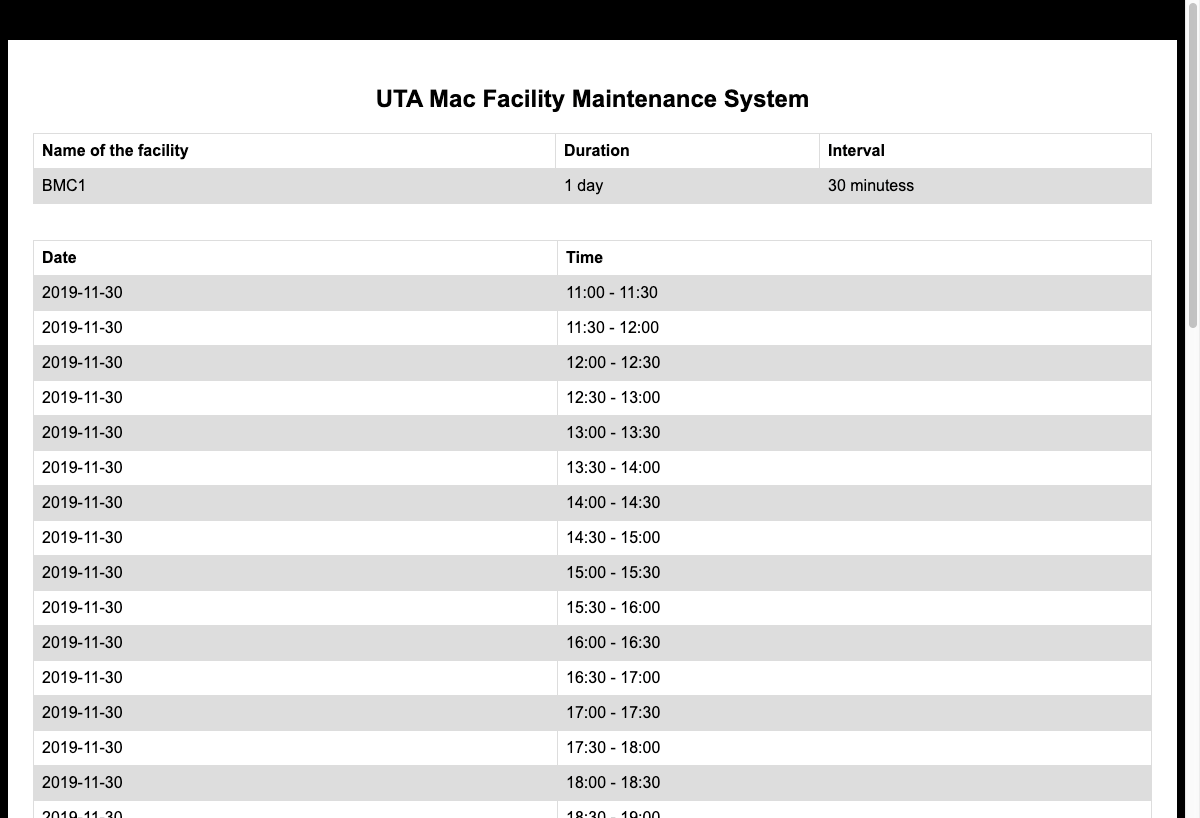 UTA Mac Facility Maintenance System
Name of the facility Duration Interval
BMC1 1 day 30 minutess
Date Time
2019-11-30 11:00 - 11:30
2019-11-30 11:30 - 12:00
2019-11-30 12:00 - 12:30
2019-11-30 12:30 - 13:00
2019-11-30 13:00 - 13:30
2019-11-30 13:30 - 14:00
2019-11-30 14:00 - 14:30
2019-11-30 14:30 - 15:00
2019-11-30 15:00 - 15:30
2019-11-30 15:30 - 16:00
2019-11-30 16:00 - 16:30
2019-11-30 16:30 - 17:00
2019-11-30 17:00 - 17:30
2019-11-30 17:30 - 18:00
2019-11-30 18:00 - 18:30
2019-11-30 18:30 - 19:00